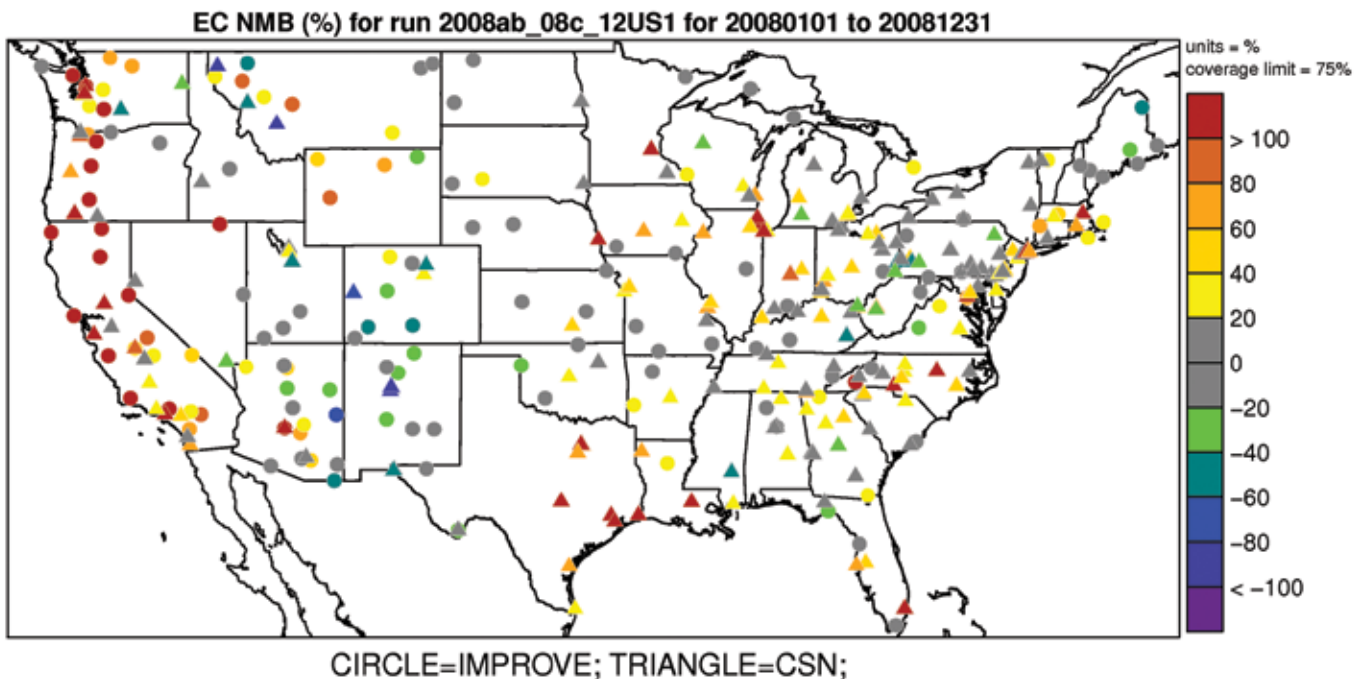 EC NMB (%) for run 2008ab_08c_12US1 for 20080101 to 20081231
units = %
coverage limit = 75%
> 100
80
60
40
20
0
−20
−40
−60
−80
< −100
CIRCLE=IMPROVE; TRIANGLE=CSN;